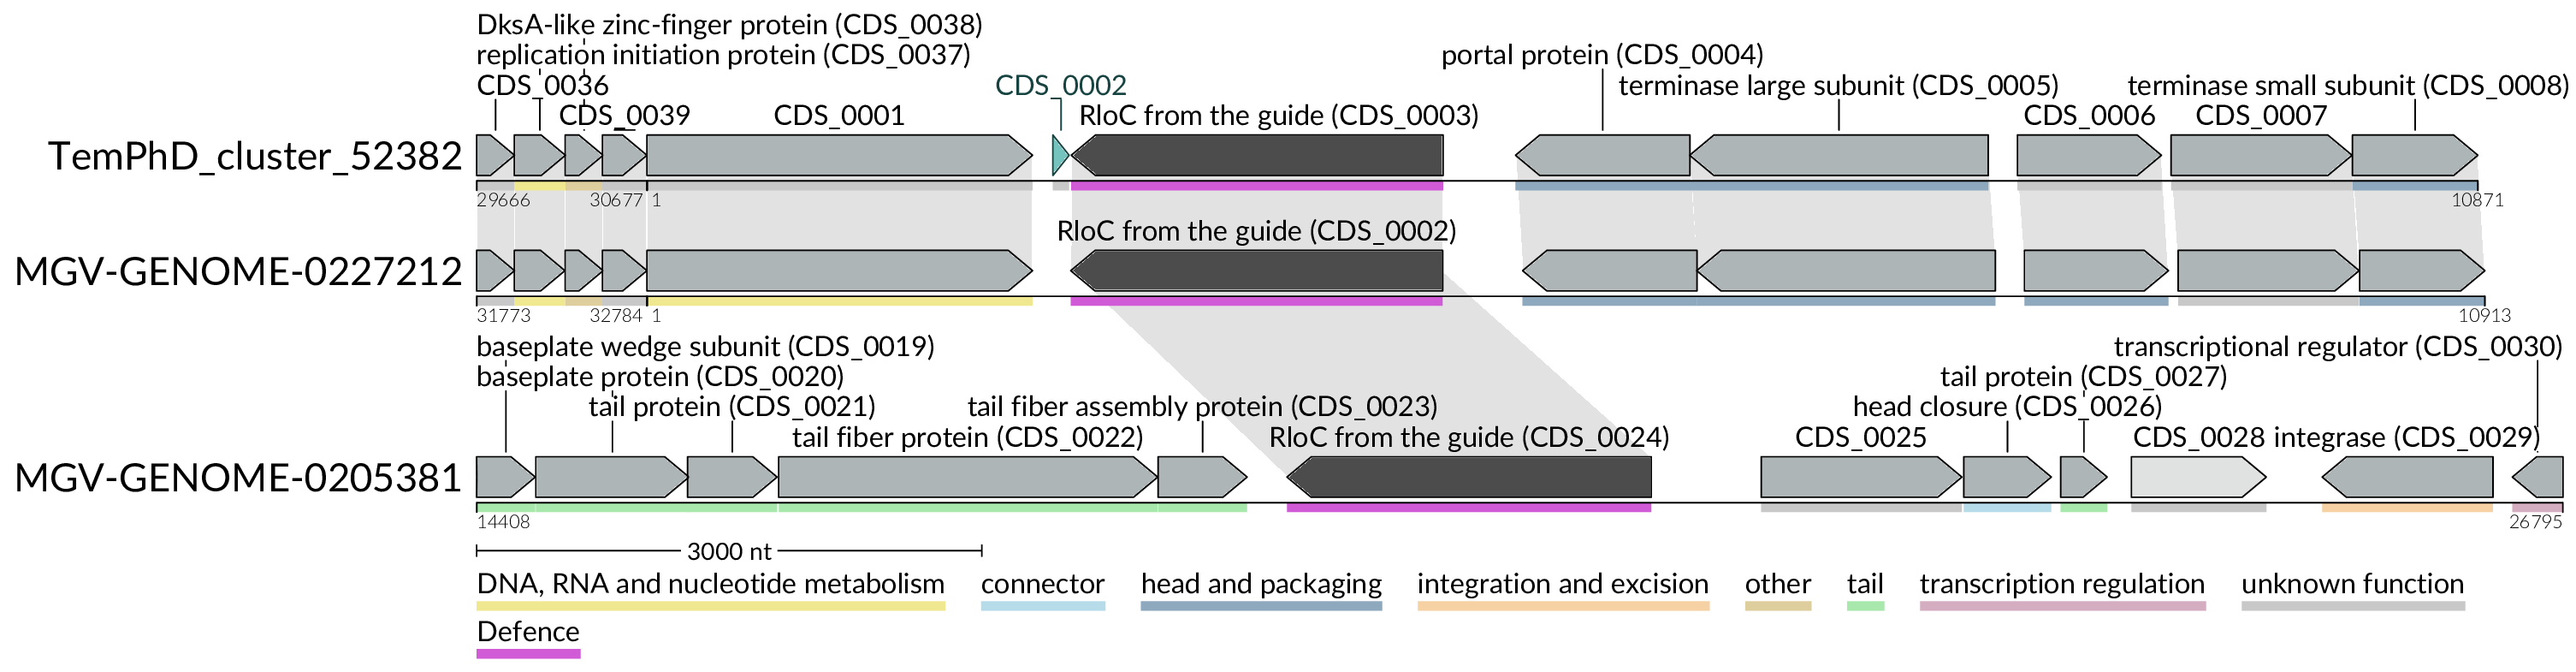 DksA-like zinc-finger protein (CDS_0038)
replication initiation protein (CDS_0037)
portal protein (CDS_0004)
CDS_0036
CDS_0002
terminase large subunit (CDS_0005)
terminase small subunit (CDS_0008)
CDS_0039
CDS_0001
RloC from the guide (CDS_0003)
CDS_0006
CDS_0007
TemPhD_cluster_52382
29666
30677
1
10871
RloC from the guide (CDS_0002)
MGV-GENOME-0227212
31773
32784
1
10913
baseplate wedge subunit (CDS_0019)
transcriptional regulator (CDS_0030)
baseplate protein (CDS_0020)
tail protein (CDS_0027)
tail protein (CDS_0021)
tail fiber assembly protein (CDS_0023)
head closure (CDS_0026)
tail fiber protein (CDS_0022)
RloC from the guide (CDS_0024)
CDS_0025
CDS_0028
integrase (CDS_0029)
MGV-GENOME-0205381
14408
26795
3000 nt
DNA, RNA and nucleotide metabolism
connector
head and packaging
integration and excision
other
tail
transcription regulation
unknown function
Defence